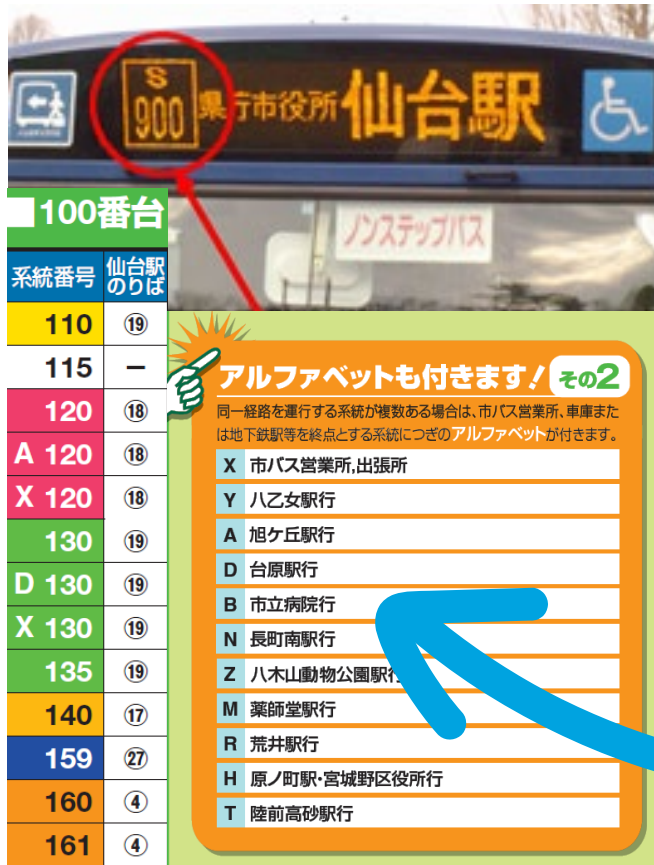 S
900
県庁市役所 仙台駅
ノンステップバス
100番台
系統番号 仙台駅のりば
110 ⑲
115 −
120 ⑱
A 120 ⑱
X 120 ⑱
130 ⑲
D 130 ⑲
X 130 ⑲
135 ⑲
140 ⑰
159 ㉗
160 ④
161 ④
アルファベットも付きます! その2
同一経路を運行する系統が複数ある場合は、市バス営業所、車庫また
は地下鉄駅等を終点とする系統につぎのアルファベットが付きます。
X 市バス営業所,出張所
Y 八乙女駅行
A 旭ケ丘駅行
D 台原駅行
B 市立病院行
N 長町南駅行
Z 八木山動物公園駅行
M 薬師堂駅行
R 荒井駅行
H 原ノ町駅・宮城野区役所行
T 陸前高砂駅行